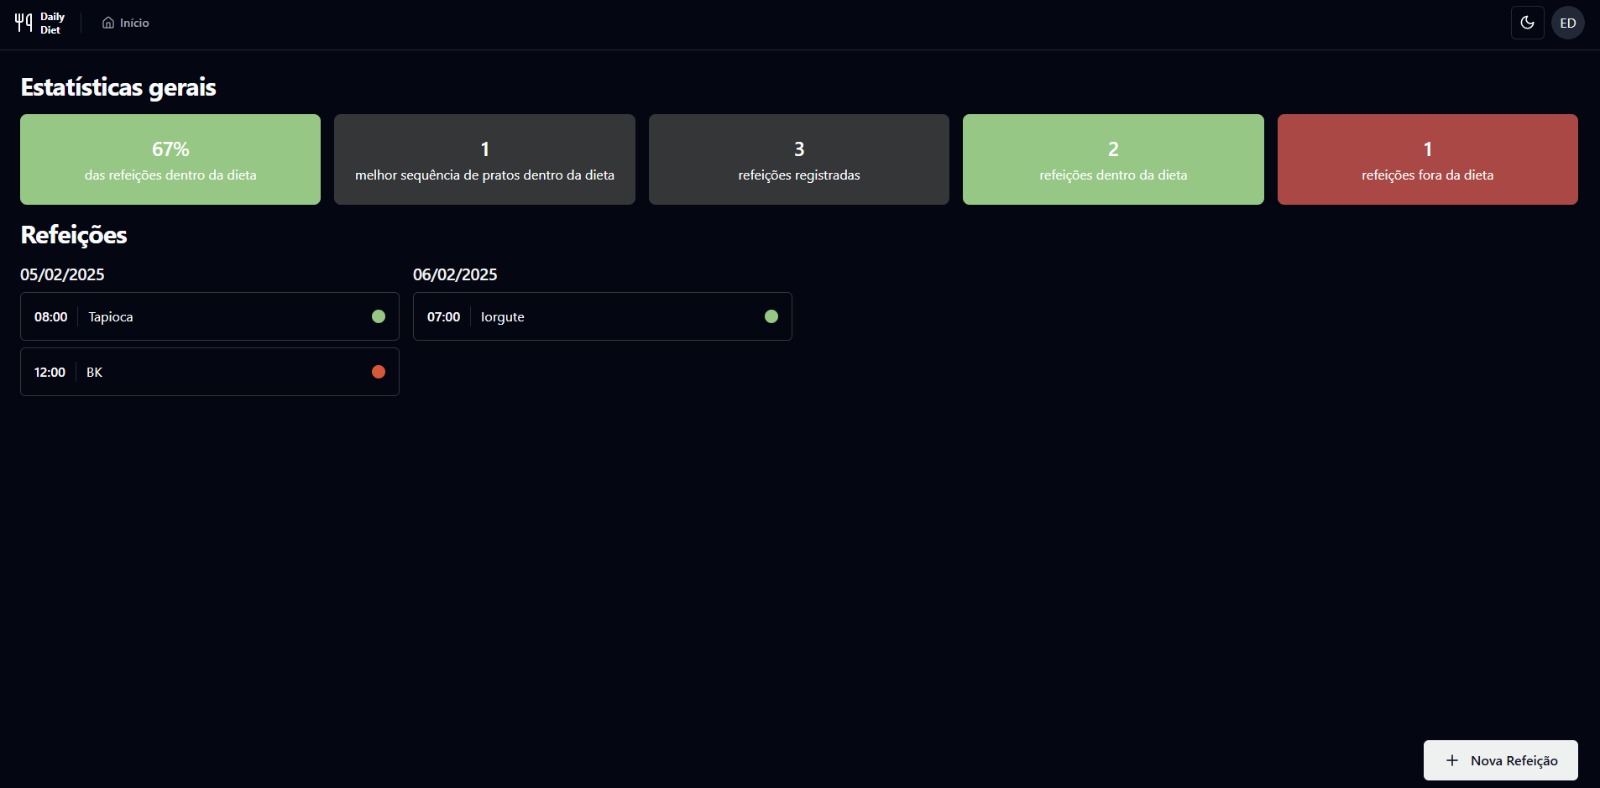 Daily
Diet
Início
ED
Estatísticas gerais
67%
das refeições dentro da dieta
1
melhor sequência de pratos dentro da dieta
3
refeições registradas
2
refeições dentro da dieta
1
refeições fora da dieta
Refeições
05/02/2025
08:00 Tapioca
12:00 BK
06/02/2025
07:00 Iorgute
Nova Refeição